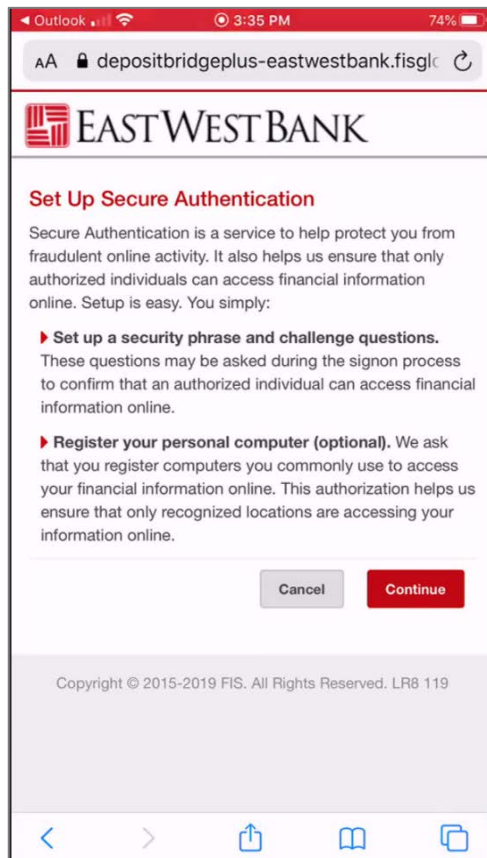 ◀ Outlook 3:35 PM 74%
AA depositbridgeplus-eastwestbank.fisglo
EAST WEST BANK
Set Up Secure Authentication
Secure Authentication is a service to help protect you from
fraudulent online activity. It also helps us ensure that only
authorized individuals can access financial information
online. Setup is easy. You simply:
Set up a security phrase and challenge questions.
These questions may be asked during the signon process
to confirm that an authorized individual can access financial
information online.
Register your personal computer (optional). We ask
that you register computers you commonly use to access
your financial information online. This authorization helps us
ensure that only recognized locations are accessing your
information online.
Cancel Continue
Copyright © 2015-2019 FIS. All Rights Reserved. LR8 119